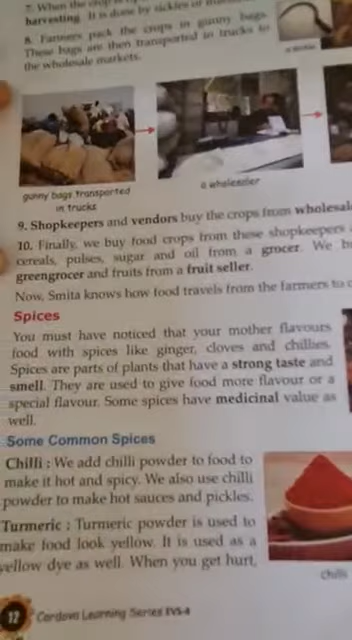 7. When the crop is
harvesting. It is done by sickles or
8. Farmers pack the crops in gunny bags.
These bags are then transported in trucks to
the wholesale markets.
gunny bags transported
in trucks
a wholesaler
9. Shopkeepers and vendors buy the crops from wholesal
10. Finally, we buy food crops from these shopkeepers
cereals, pulses, sugar and oil from a grocer. We b
greengrocer and fruits from a fruit seller.
Now, Smita knows how food travels from the farmers to
Spices
You must have noticed that your mother flavours
food with spices like ginger, cloves and chillies.
Spices are parts of plants that have a strong taste and
smell. They are used to give food more flavour or a
special flavour. Some spices have medicinal value as
well.
Some Common Spices
Chilli : We add chilli powder to food to
make it hot and spicy. We also use chilli
powder to make hot sauces and pickles.
Turmeric : Turmeric powder is used to
make food look yellow. It is used as a
yellow dye as well. When you get hurt,
Chilli
12 Cordova Learning Series EVS-4